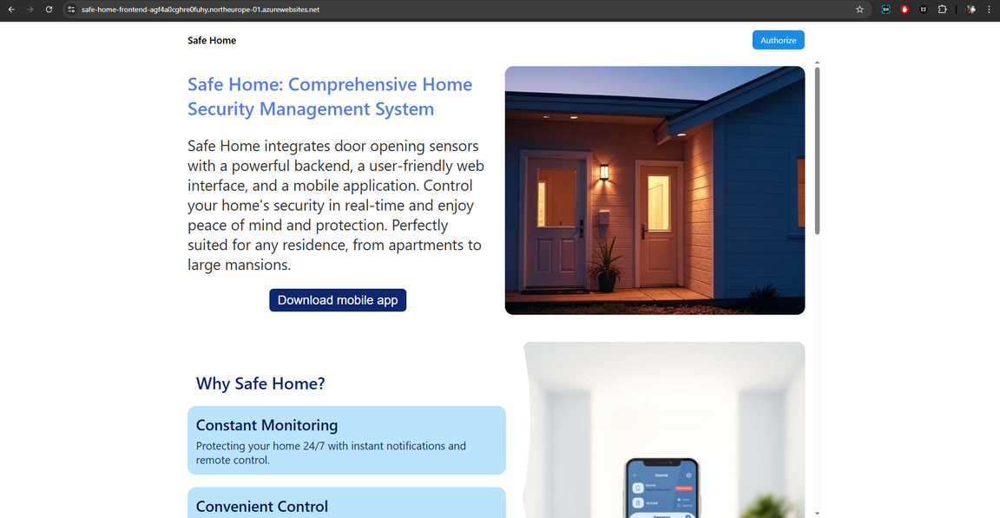 safe-home-frontend-agf4a0cghre0fuhy.northeurope-01.azurewebsites.net
Safe Home
Authorize
Safe Home: Comprehensive Home
Security Management System
Safe Home integrates door opening sensors
with a powerful backend, a user-friendly web
interface, and a mobile application. Control
your home's security in real-time and enjoy
peace of mind and protection. Perfectly
suited for any residence, from apartments to
large mansions.
Download mobile app
Why Safe Home?
Constant Monitoring
Protecting your home 24/7 with instant notifications and
remote control.
Convenient Control
Home
Home
Armed
Sensors